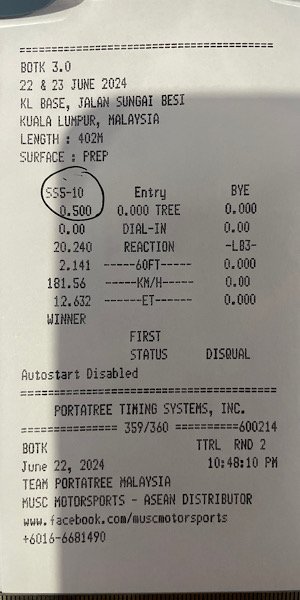 ==========================================
BOTK 3.0
22 & 23 JUNE 2024
KL BASE, JALAN SUNGAI BESI
KUALA LUMPUR, MALAYSIA
LENGTH : 402M
SURFACE : PREP
SS5-10 Entry BYE
0.500 0.000 TREE 0.000
0.00 DIAL-IN 0.00
20.240 REACTION -LB3-
2.141 -----60FT------ 0.000
181.56 -----KM/H------ 0.00
12.632 ------ET------- 0.000
WINNER
FIRST
STATUS DISQUAL
Autostart Disabled
==========================================
PORTATREE TIMING SYSTEMS, INC.
================ 359/360 ==========600214
BOTK TTRL RND 2
June 22, 2024 10:48:10 PM
TEAM PORTATREE MALAYSIA
MUSC MOTORSPORTS - ASEAN DISTRIBUTOR
www.facebook.com/muscmotorsports
+6016-6681490